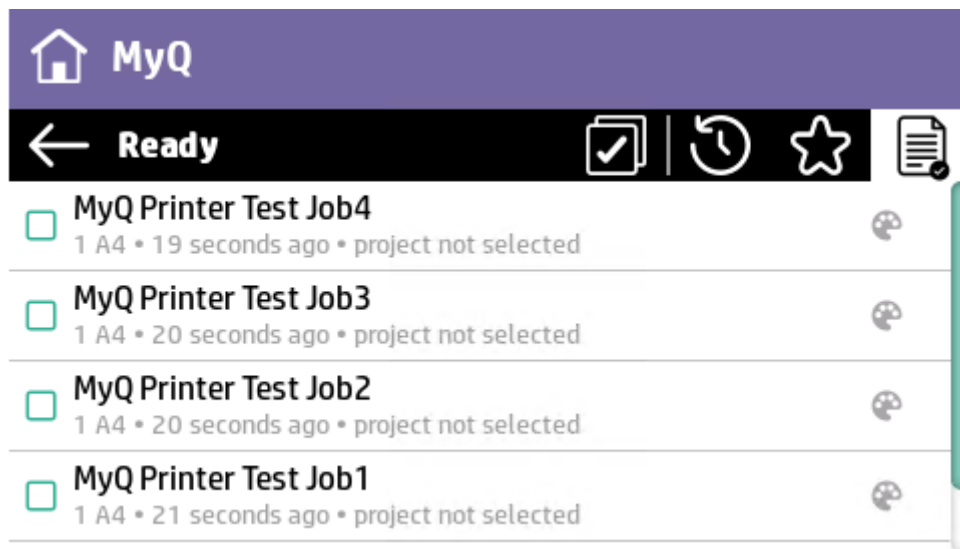 MyQ
Ready
MyQ Printer Test Job4
1 A4 • 19 seconds ago • project not selected
MyQ Printer Test Job3
1 A4 • 20 seconds ago • project not selected
MyQ Printer Test Job2
1 A4 • 20 seconds ago • project not selected
MyQ Printer Test Job1
1 A4 • 21 seconds ago • project not selected